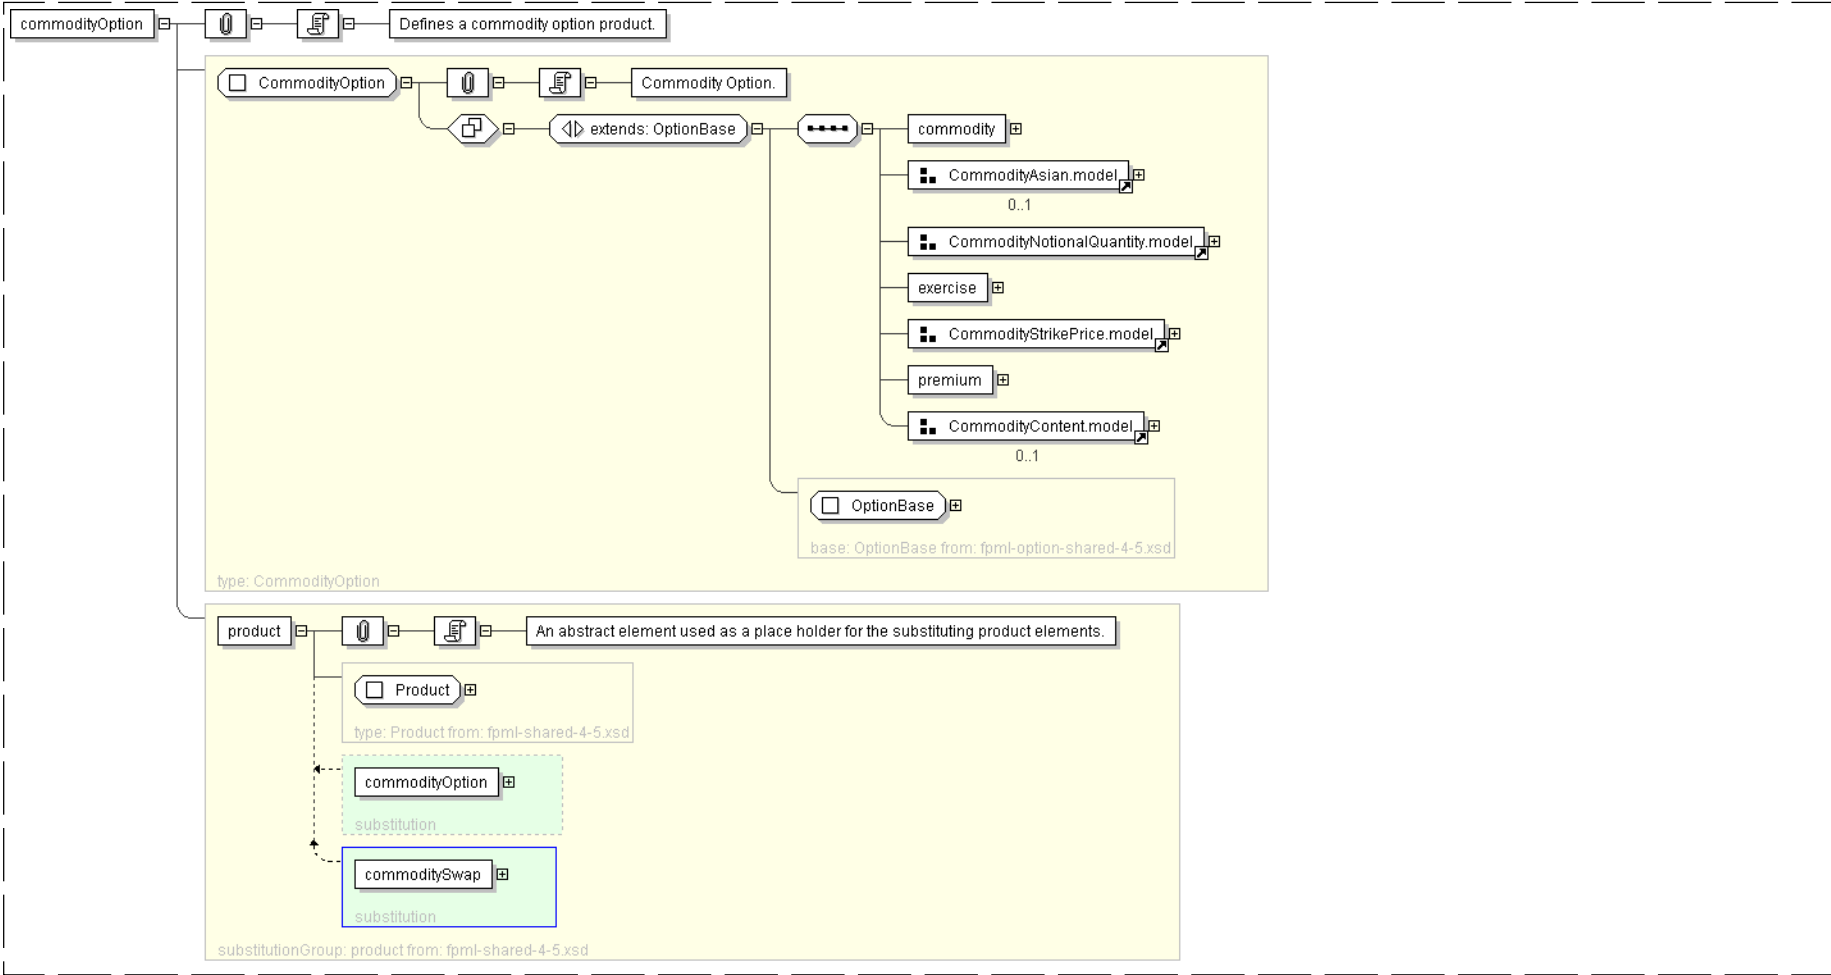 commodityOption
Defines a commodity option product.
CommodityOption
Commodity Option.
extends: OptionBase
commodity
CommodityAsian.model
0..1
CommodityNotionalQuantity.model
exercise
CommodityStrikePrice.model
premium
CommodityContent.model
0..1
OptionBase
base: OptionBase from: fpml-option-shared-4-5.xsd
type: CommodityOption
product
An abstract element used as a place holder for the substituting product elements.
Product
type: Product from: fpml-shared-4-5.xsd
commodityOption
substitution
commoditySwap
substitution
substitutionGroup: product from: fpml-shared-4-5.xsd